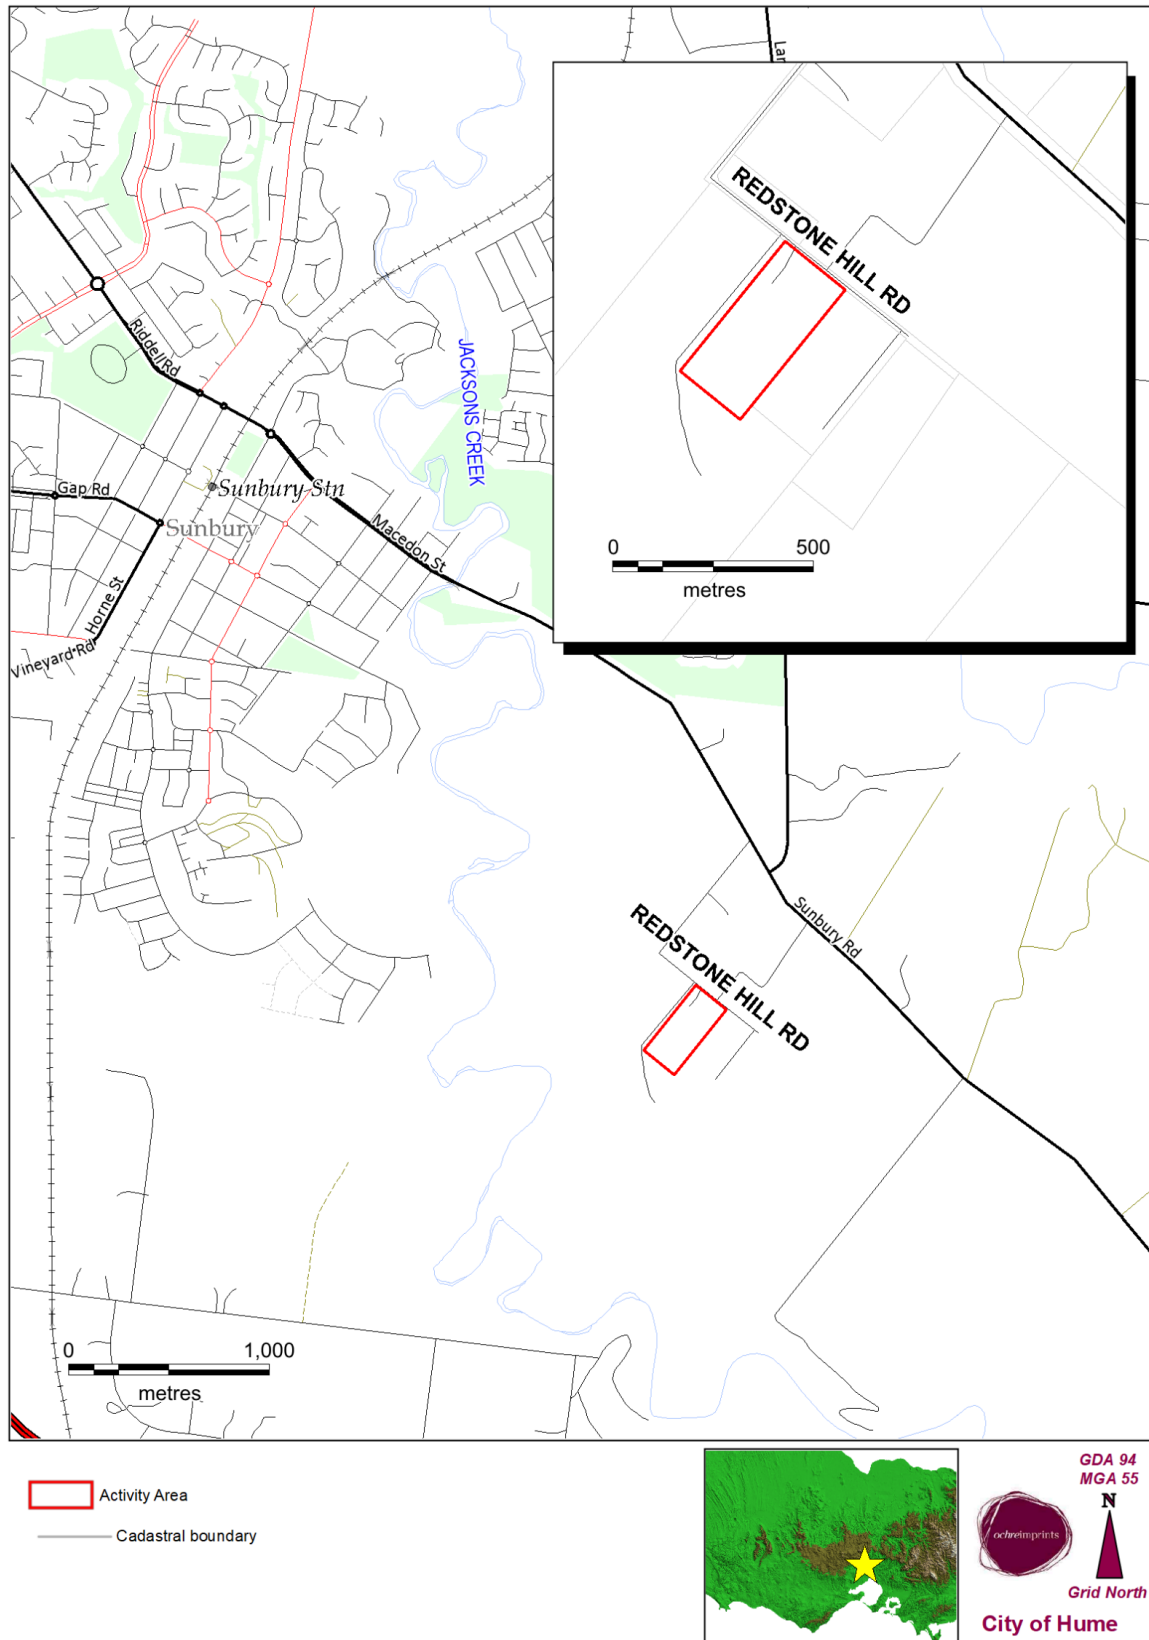 Lar
REDSTONE HILL RD
Riddell Rd
JACKSONS CREEK
Gap Rd
Sunbury Stn
Sunbury
Macedon St
Horne St
Vineyard Rd
0 500
metres
Sunbury Rd
REDSTONE HILL RD
0 1,000
metres
Activity Area
Cadastral boundary
ochreimprints
GDA 94
MGA 55
N
Grid North
City of Hume